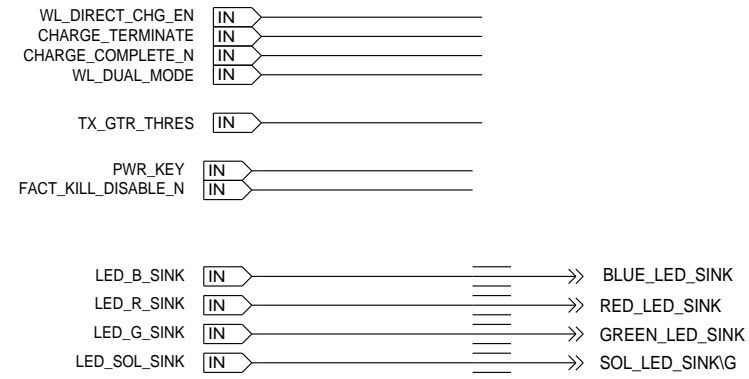 WL_DIRECT_CHG_EN IN
CHARGE_TERMINATE IN
CHARGE_COMPLETE_N IN
WL_DUAL_MODE IN
TX_GTR_THRES IN
PWR_KEY IN
FACT_KILL_DISABLE_N IN
LED_B_SINK IN BLUE_LED_SINK
LED_R_SINK IN RED_LED_SINK
LED_G_SINK IN GREEN_LED_SINK
LED_SOL_SINK IN SOL_LED_SINK\G